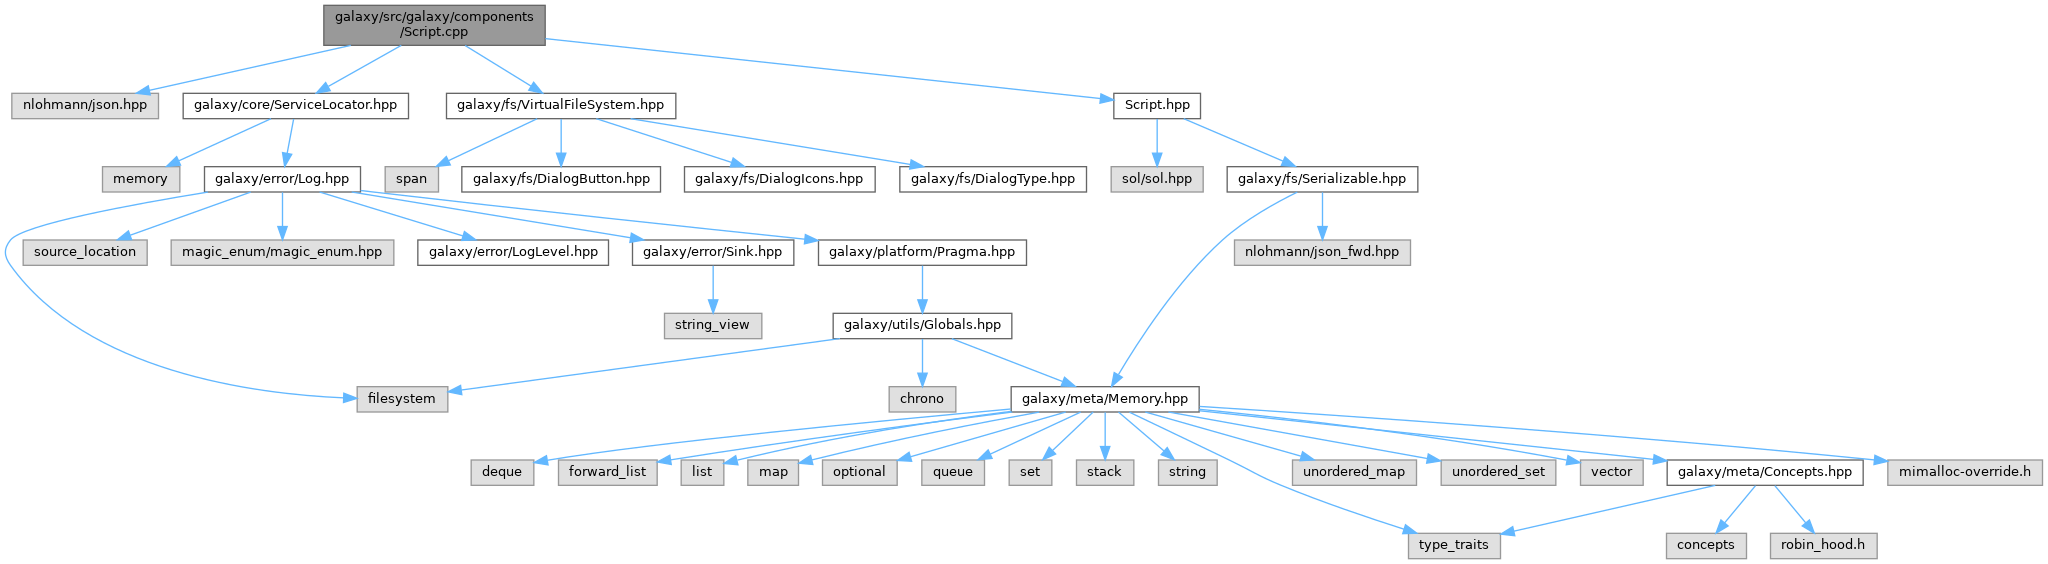 galaxy/src/galaxy/components
/Script.cpp
nlohmann/json.hpp
galaxy/core/ServiceLocator.hpp
galaxy/fs/VirtualFileSystem.hpp
Script.hpp
memory
galaxy/error/Log.hpp
span
galaxy/fs/DialogButton.hpp
galaxy/fs/DialogIcons.hpp
galaxy/fs/DialogType.hpp
sol/sol.hpp
galaxy/fs/Serializable.hpp
source_location
magic_enum/magic_enum.hpp
galaxy/error/LogLevel.hpp
galaxy/error/Sink.hpp
galaxy/platform/Pragma.hpp
nlohmann/json_fwd.hpp
string_view
galaxy/utils/Globals.hpp
filesystem
chrono
galaxy/meta/Memory.hpp
deque
forward_list
list
map
optional
queue
set
stack
string
unordered_map
unordered_set
vector
galaxy/meta/Concepts.hpp
mimalloc-override.h
type_traits
concepts
robin_hood.h